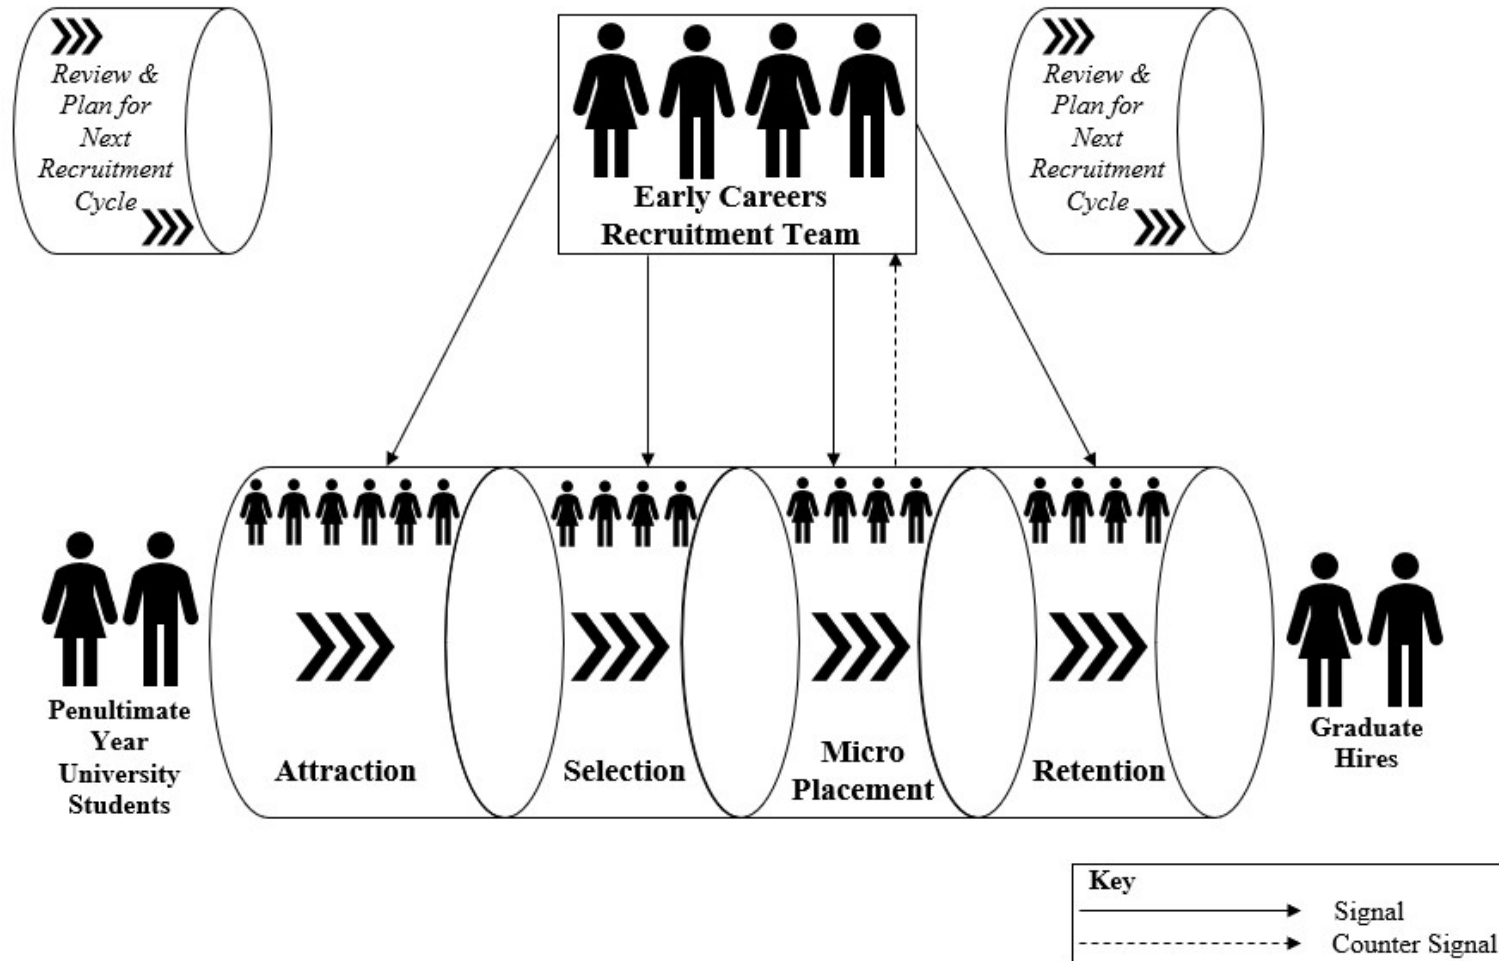 Review &
Plan for
Next
Recruitment
Cycle
Early Careers
Recruitment Team
Review &
Plan for
Next
Recruitment
Cycle
Penultimate
Year
University
Students
Attraction
Selection
Micro
Placement
Retention
Graduate
Hires
Key
Signal
Counter Signal